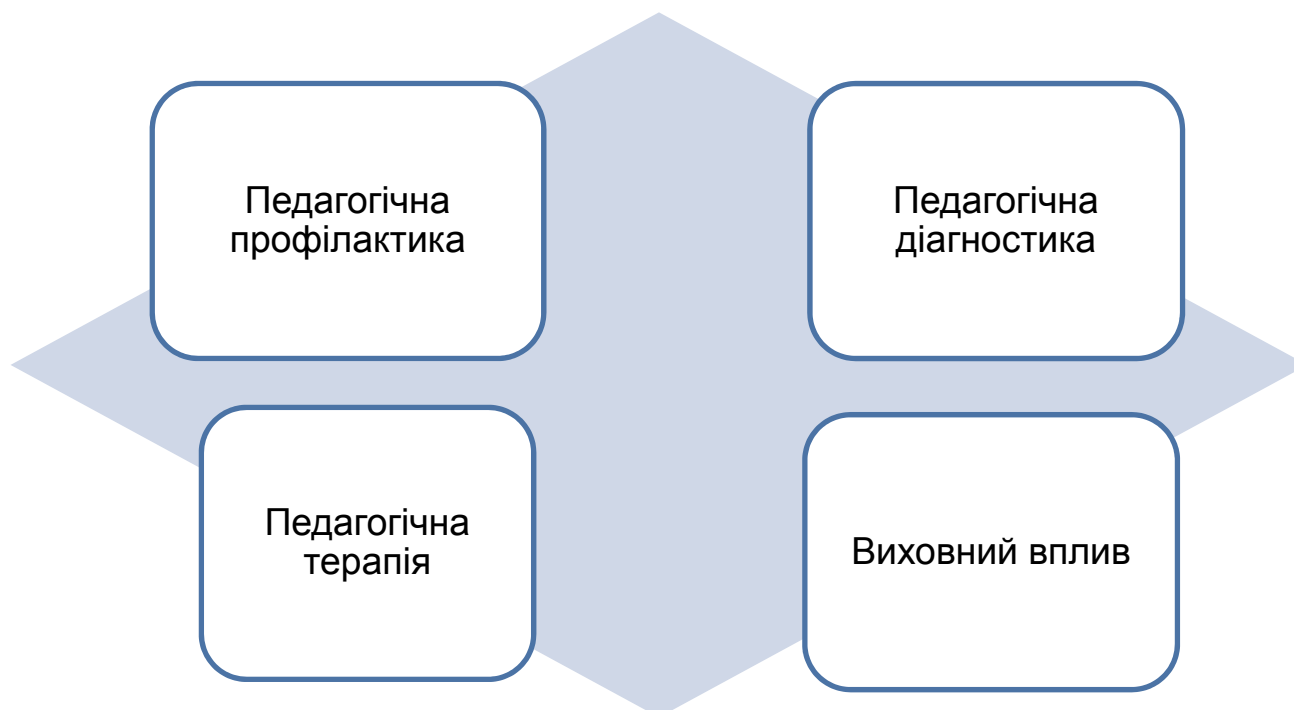 Педагогічна
профілактика
Педагогічна
діагностика
Педагогічна
терапія
Виховний вплив